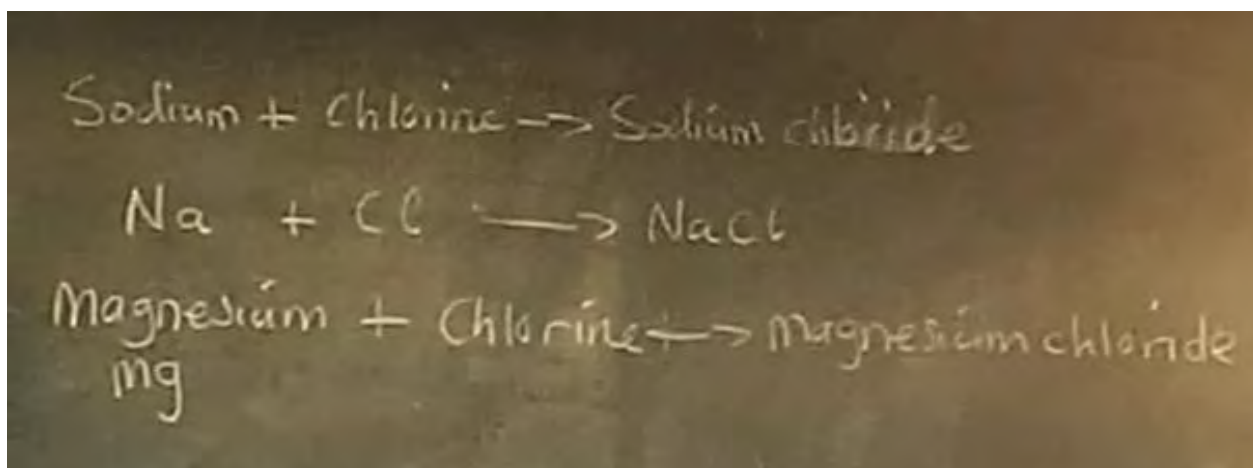 Sodium + Chlorine -> Sodium chloride
Na + Cl -> NaCl
Magnesium + Chlorine -> Magnesium chloride
mg